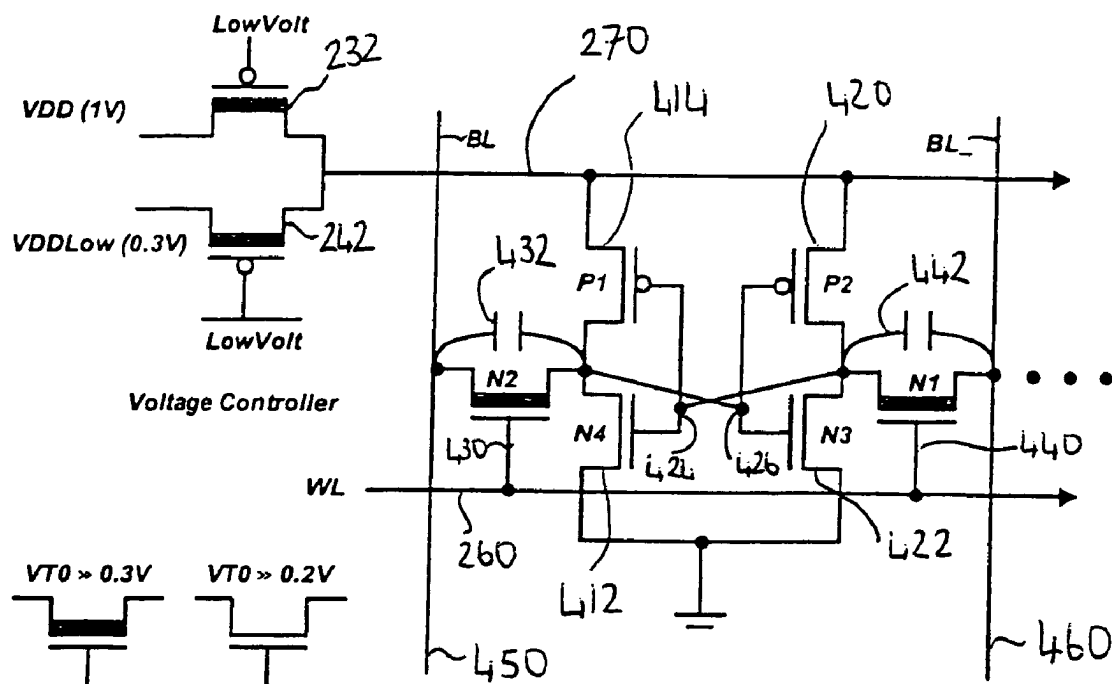 LowVolt
232
270
414
420
VDD (1V)
BL
BL_
VDDLow (0.3V)
242
432
P1
P2
442
LowVolt
N2
N1
Voltage Controller
N4
N3
430
424
426
440
WL
260
422
VT0 » 0.3V
VT0 » 0.2V
412
450
460